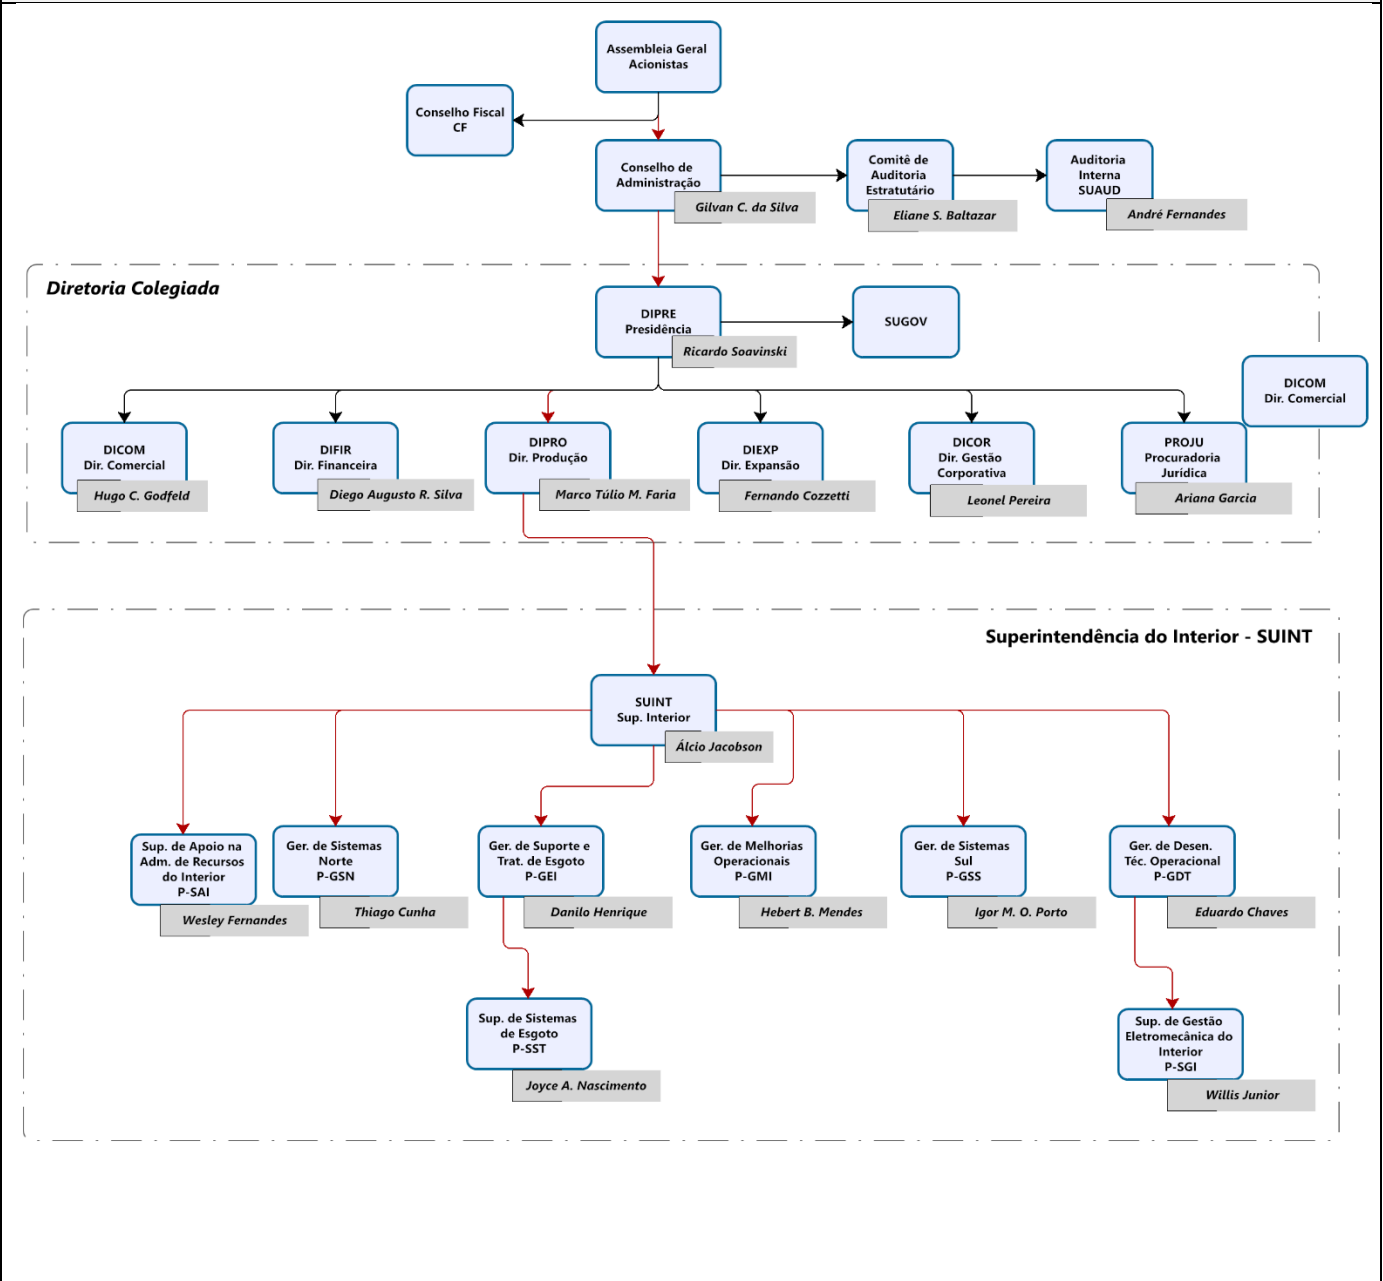 Assembleia Geral
Acionistas
Conselho Fiscal
CF
Conselho de
Administração
Gilvan C. da Silva
Comitê de
Auditoria
Estratutário
Eliane S. Baltazar
Auditoria
Interna
SUAUD
André Fernandes
Diretoria Colegiada
DIPRE
Presidência
Ricardo Soavinski
SUGOV
DICOM
Dir. Comercial
DICOM
Dir. Comercial
Hugo C. Godfeld
DIFIR
Dir. Financeira
Diego Augusto R. Silva
DIPRO
Dir. Produção
Marco Túlio M. Faria
DIEXP
Dir. Expansão
Fernando Cozzetti
DICOR
Dir. Gestão
Corporativa
Leonel Pereira
PROJU
Procuradoria
Jurídica
Ariana Garcia
Superintendência do Interior - SUINT
SUINT
Sup. Interior
Álcio Jacobson
Sup. de Apoio na
Adm. de Recursos
do Interior
P-SAI
Wesley Fernandes
Ger. de Sistemas
Norte
P-GSN
Thiago Cunha
Ger. de Suporte e
Trat. de Esgoto
P-GEI
Danilo Henrique
Ger. de Melhorias
Operacionais
P-GMI
Hebert B. Mendes
Ger. de Sistemas
Sul
P-GSS
Igor M. O. Porto
Ger. de Desen.
Téc. Operacional
P-GDT
Eduardo Chaves
Sup. de Sistemas
de Esgoto
P-SST
Joyce A. Nascimento
Sup. de Gestão
Eletromecânica do
Interior
P-SGI
Willis Junior